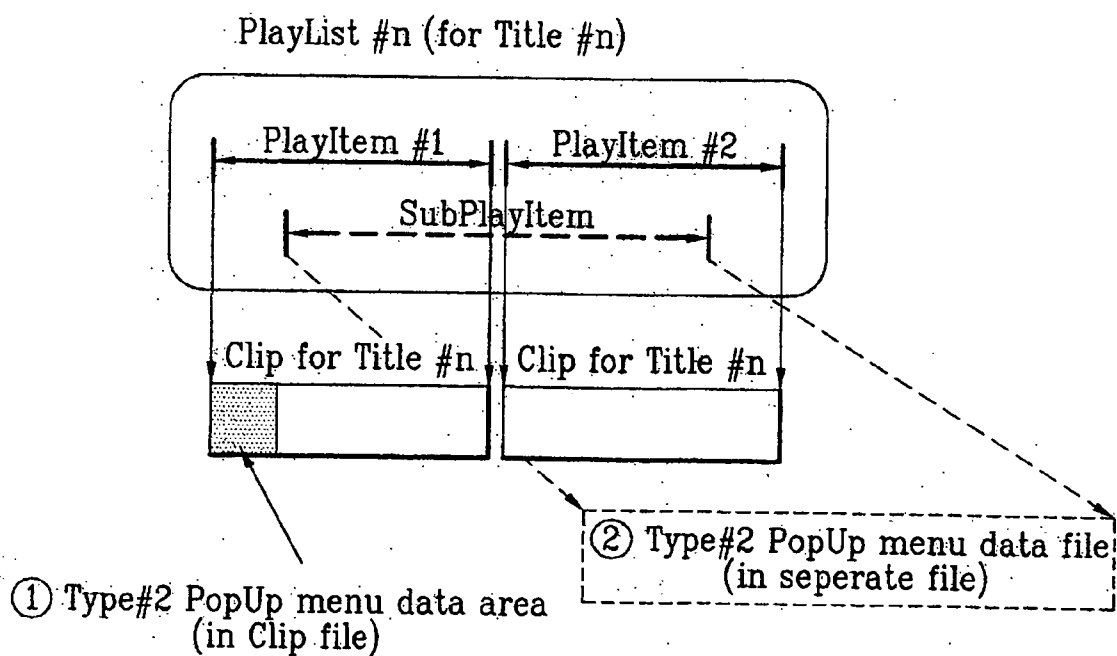 PlayList #n (for Title #n)
PlayItem #1
PlayItem #2
SubPlayItem
Clip for Title #n
Clip for Title #n
② Type#2 PopUp menu data file
(in seperate file)
① Type#2 PopUp menu data area
(in Clip file)